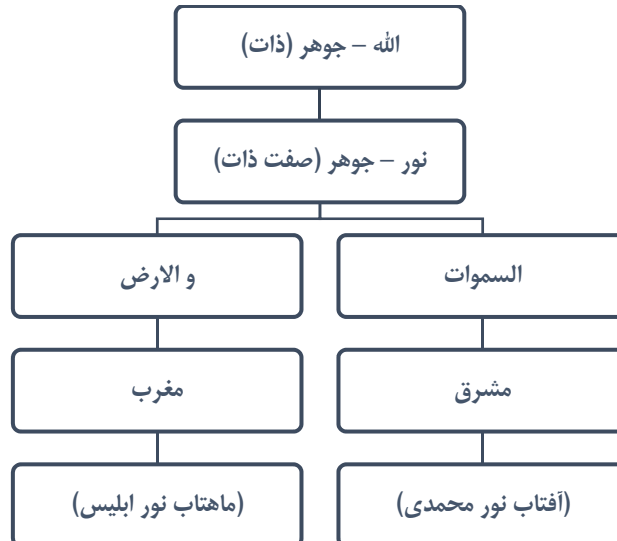 الله – جوهر (ذات)
نور – جوهر (صفت ذات)
السموات
و الارض
مشرق
مغرب
(آفتاب نور محمدی)
(ماهتاب نور ابلیس)